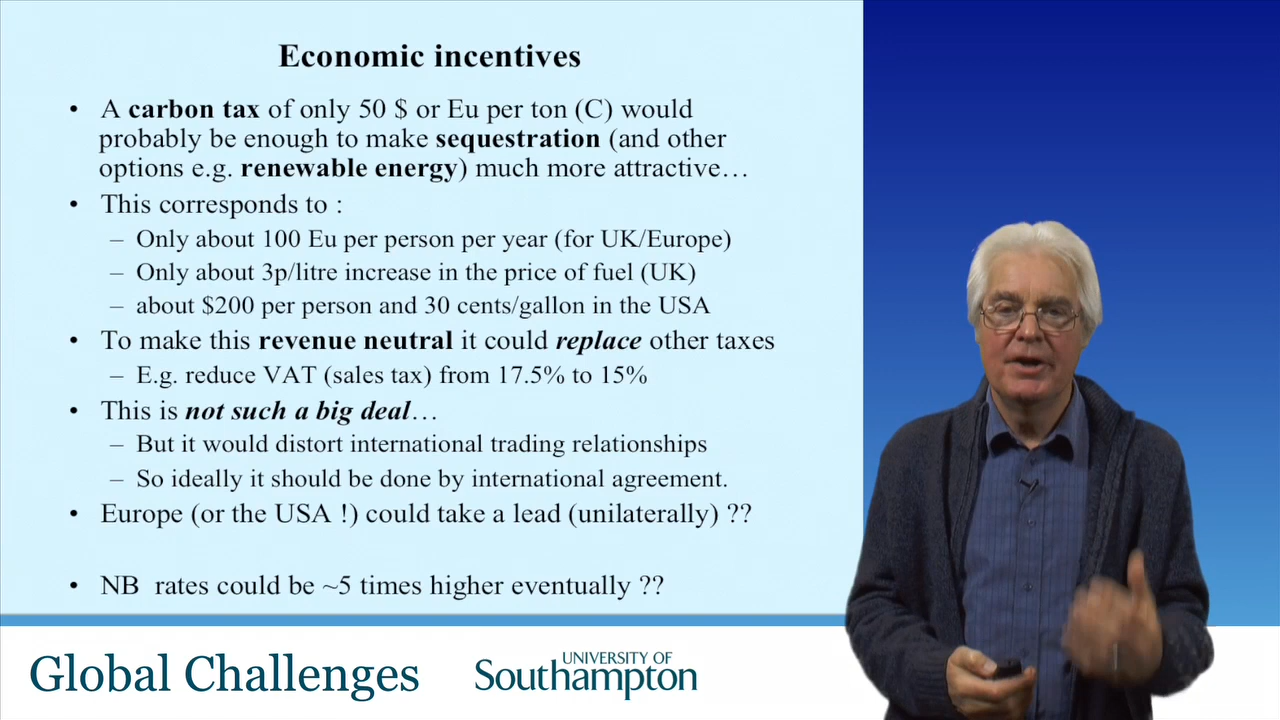 Economic incentives
• A carbon tax of only 50 $ or Eu per ton (C) would
probably be enough to make sequestration (and other
options e.g. renewable energy) much more attractive…
• This corresponds to :
– Only about 100 Eu per person per year (for UK/Europe)
– Only about 3p/litre increase in the price of fuel (UK)
– about $200 per person and 30 cents/gallon in the USA
• To make this revenue neutral it could replace other taxes
– E.g. reduce VAT (sales tax) from 17.5% to 15%
• This is not such a big deal…
– But it would distort international trading relationships
– So ideally it should be done by international agreement.
• Europe (or the USA !) could take a lead (unilaterally) ??
• NB  rates could be ~5 times higher eventually ??
Global Challenges
UNIVERSITY OF
Southampton